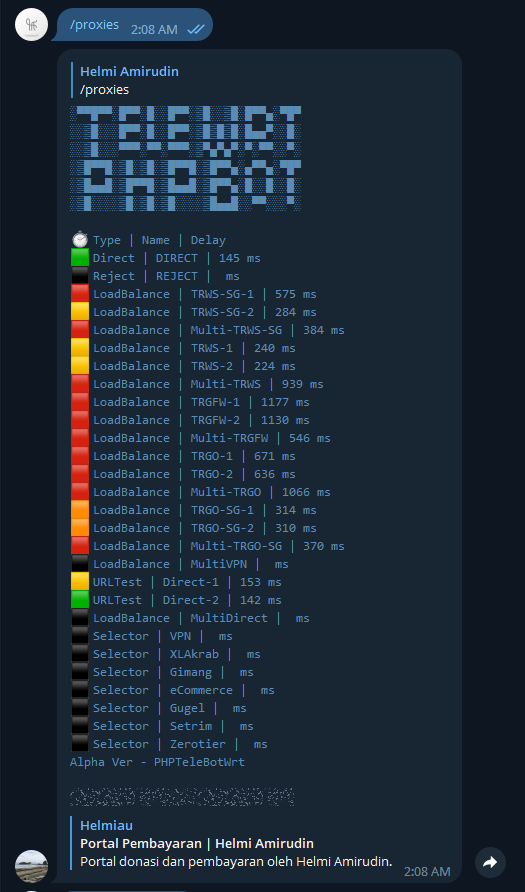 /proxies
2:08 AM
Helmi Amirudin
/proxies
Type | Name | Delay
Direct | DIRECT | 145 ms
Reject | REJECT |  ms
LoadBalance | TRWS-SG-1 | 575 ms
LoadBalance | TRWS-SG-2 | 284 ms
LoadBalance | Multi-TRWS-SG | 384 ms
LoadBalance | TRWS-1 | 240 ms
LoadBalance | TRWS-2 | 224 ms
LoadBalance | Multi-TRWS | 939 ms
LoadBalance | TRGFW-1 | 1177 ms
LoadBalance | TRGFW-2 | 1130 ms
LoadBalance | Multi-TRGFW | 546 ms
LoadBalance | TRGO-1 | 671 ms
LoadBalance | TRGO-2 | 636 ms
LoadBalance | Multi-TRGO | 1066 ms
LoadBalance | TRGO-SG-1 | 314 ms
LoadBalance | TRGO-SG-2 | 310 ms
LoadBalance | Multi-TRGO-SG | 370 ms
LoadBalance | MultiVPN |  ms
URLTest | Direct-1 | 153 ms
URLTest | Direct-2 | 142 ms
LoadBalance | MultiDirect |  ms
Selector | VPN |  ms
Selector | XLAkrab |  ms
Selector | Gimang |  ms
Selector | eCommerce |  ms
Selector | Gugel |  ms
Selector | Setrim |  ms
Selector | Zerotier |  ms
Alpha Ver - PHPTeleBotWrt
Helmiau
Portal Pembayaran | Helmi Amirudin
Portal donasi dan pembayaran oleh Helmi Amirudin.
2:08 AM